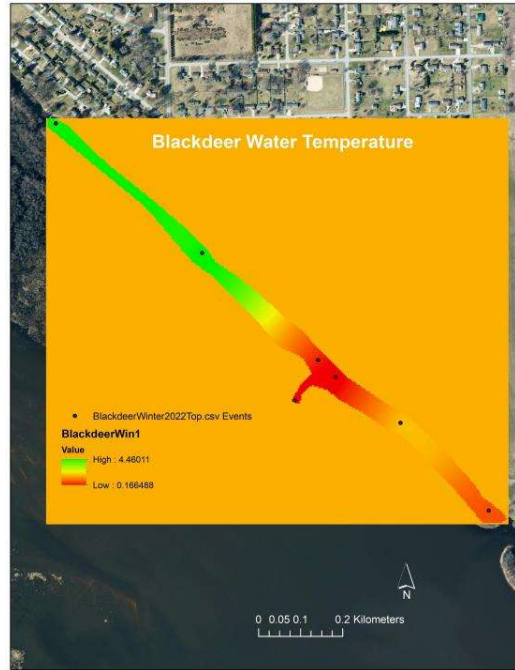 Blackdeer Water Temperature
BlackdeerWinter2022Top.csv Events
BlackdeerWin1
Value
High : 4.46011
Low : 0.166488
N
0 0.05 0.1 0.2 Kilometers